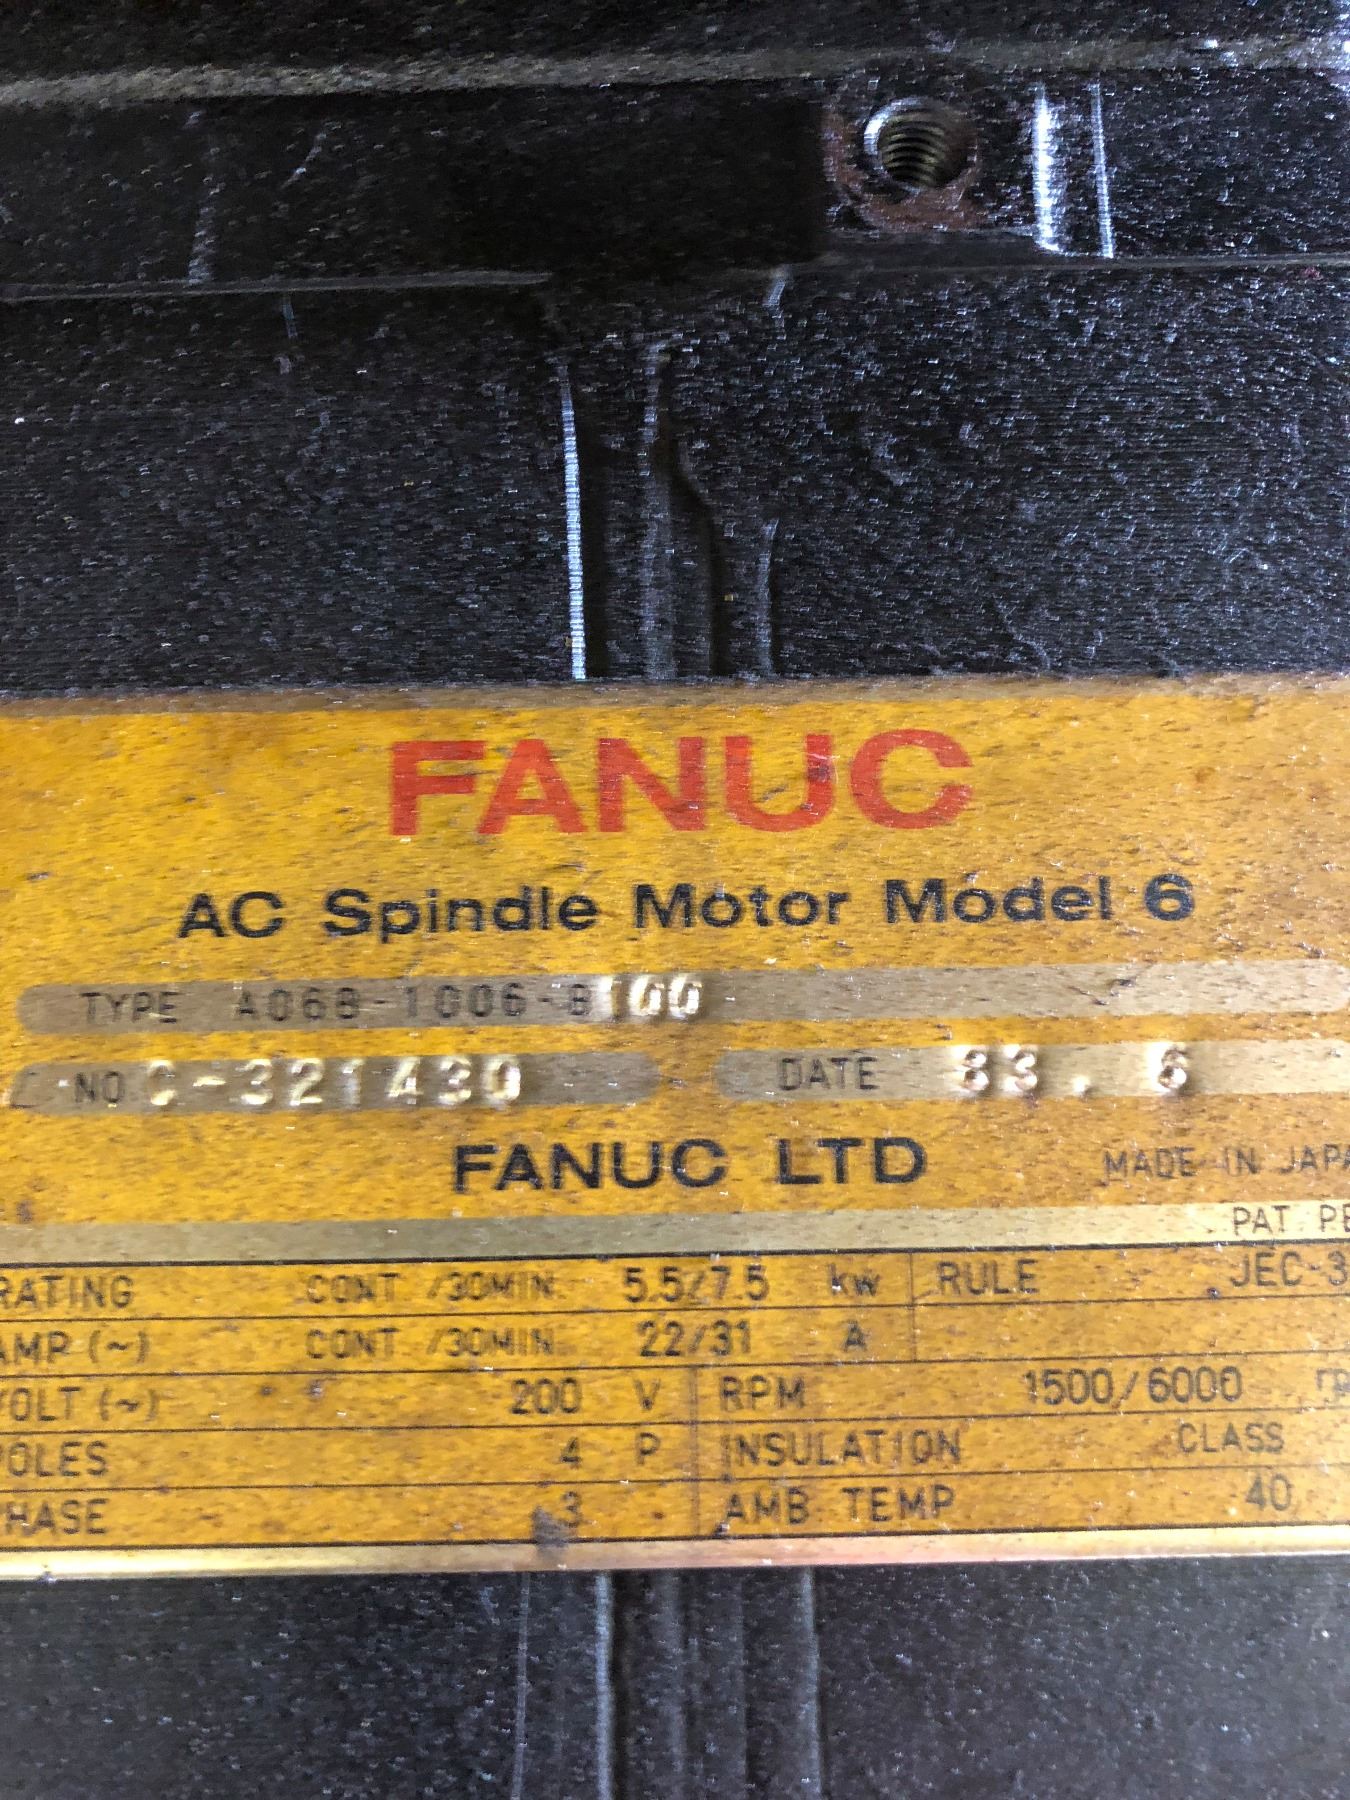 FANUC
AC Spindle Motor Model 6
TYPE A06B-1006-B100
NO. C-321430 DATE 83. 6
FANUC LTD MADE IN JAPA
PAT. PE
RATING CONT. /30MIN. 5.5/7.5 kw RULE JEC-3
AMP (~) CONT. /30MIN. 22/31 A
VOLT (~) 200 V RPM 1500/6000
POLES 4 P INSULATION CLASS
PHASE 3 AMB TEMP 40